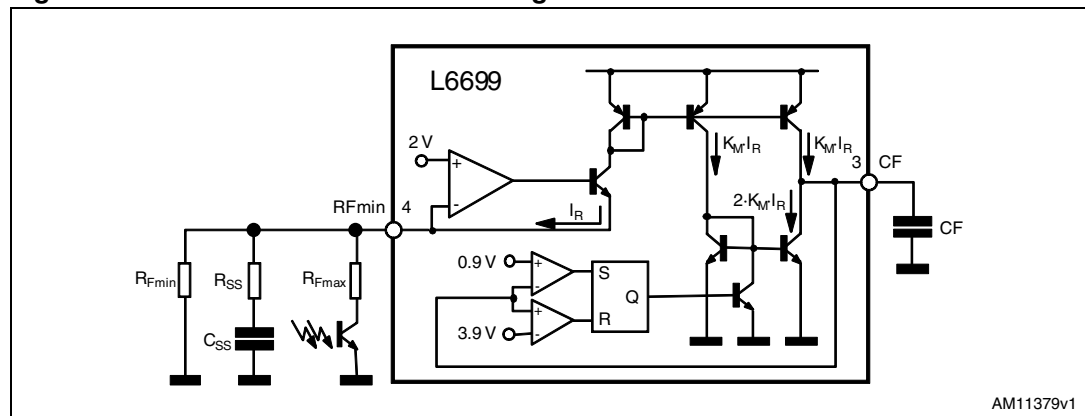 L6699
2 V
K_M·I_R
K_M·I_R
3 CF
RFmin 4
I_R
2·K_M·I_R
CF
R_Fmin
R_SS
R_Fmax
0.9 V
S
Q
R
3.9 V
C_SS
AM11379v1